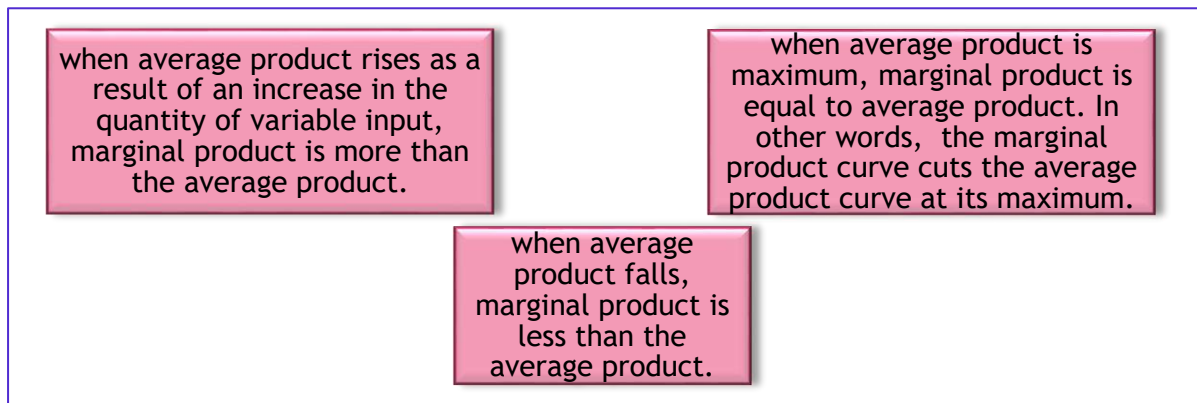 when average product rises as a
result of an increase in the
quantity of variable input,
marginal product is more than
the average product.
when average product is
maximum, marginal product is
equal to average product. In
other words, the marginal
product curve cuts the average
product curve at its maximum.
when average
product falls,
marginal product is
less than the
average product.